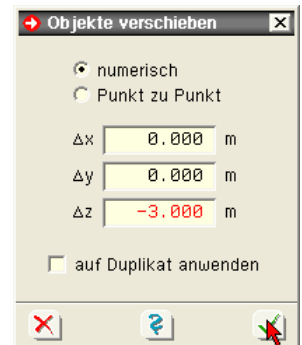 Objekte verschieben
numerisch
Punkt zu Punkt
Δx 0.000 m
Δy 0.000 m
Δz -3.000 m
auf Duplikat anwenden